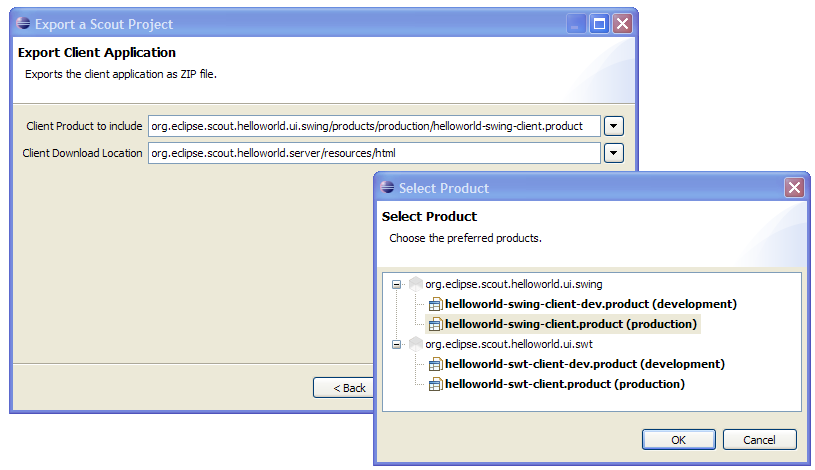 Export a Scout Project
Export Client Application
Exports the client application as ZIP file.
Client Product to include org.eclipse.scout.helloworld.ui.swing/products/production/helloworld-swing-client.product
Client Download Location org.eclipse.scout.helloworld.server/resources/html
< Back
Select Product
Select Product
Choose the preferred products.
org.eclipse.scout.helloworld.ui.swing
helloworld-swing-client-dev.product (development)
helloworld-swing-client.product (production)
org.eclipse.scout.helloworld.ui.swt
helloworld-swt-client-dev.product (development)
helloworld-swt-client.product (production)
OK Cancel